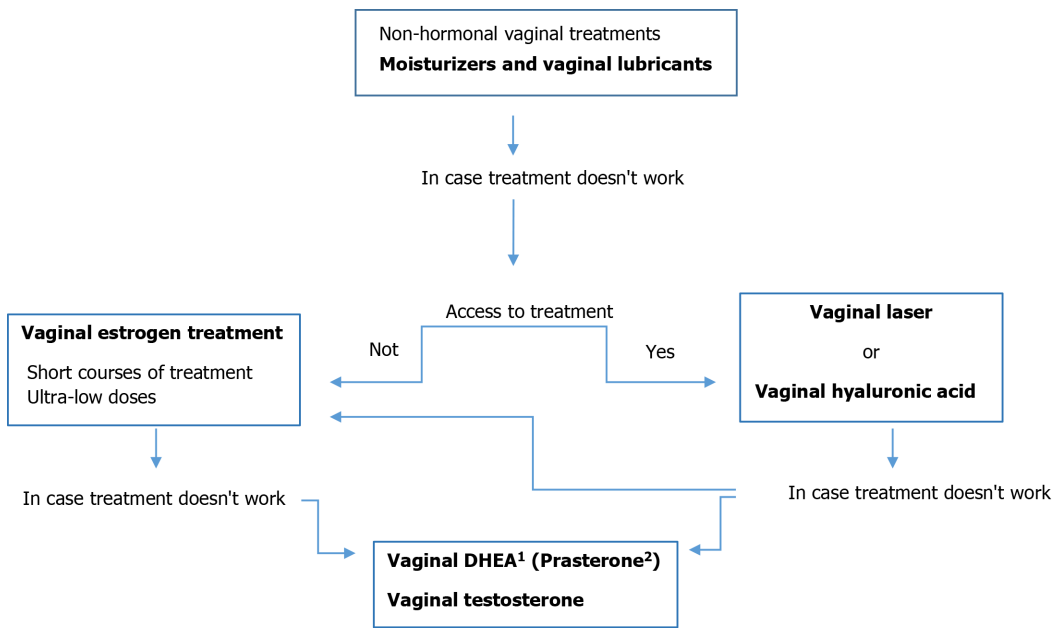 Non-hormonal vaginal treatments
Moisturizers and vaginal lubricants
In case treatment doesn't work
Access to treatment
Not
Yes
Vaginal estrogen treatment
Short courses of treatment
Ultra-low doses
Vaginal laser
or
Vaginal hyaluronic acid
In case treatment doesn't work
In case treatment doesn't work
Vaginal DHEA¹ (Prasterone²)
Vaginal testosterone